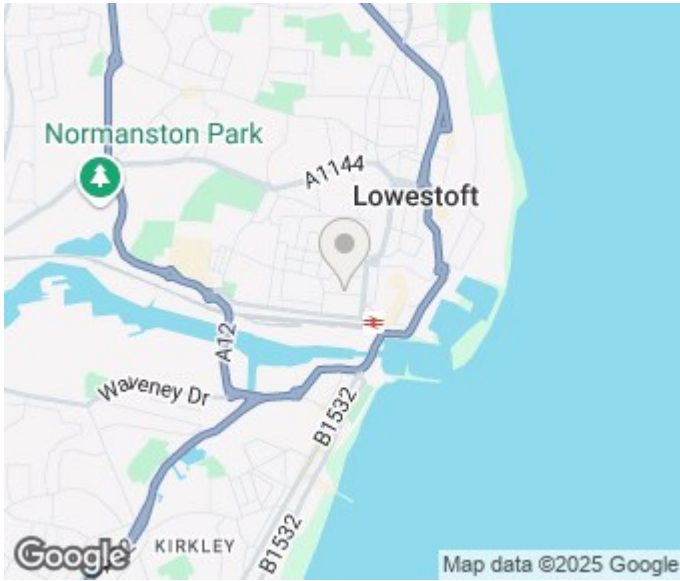 Normanston Park
A1144
Lowestoft
A12
Waveney Dr
B1532
KIRKLEY
B1532
Google
Map data ©2025 Google